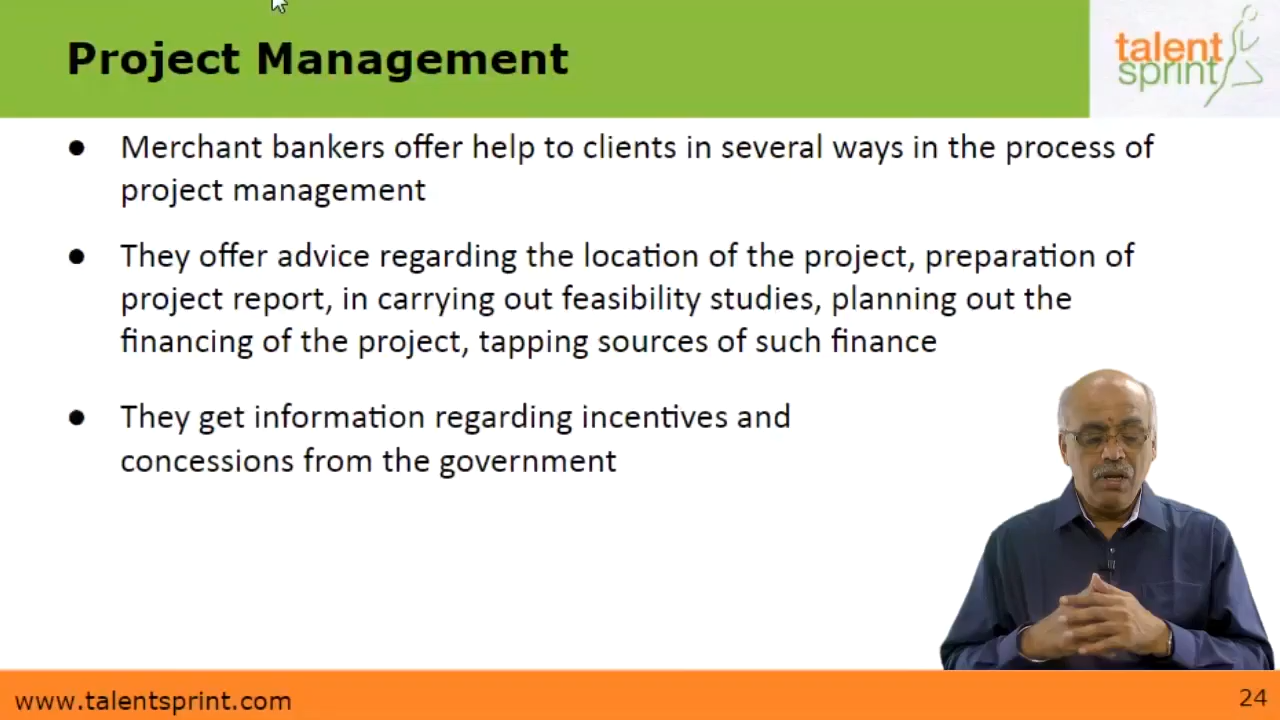 Project Management
talent
sprint
● Merchant bankers offer help to clients in several ways in the process of
project management
● They offer advice regarding the location of the project, preparation of
project report, in carrying out feasibility studies, planning out the
financing of the project, tapping sources of such finance
● They get information regarding incentives and
concessions from the government
www.talentsprint.com
24